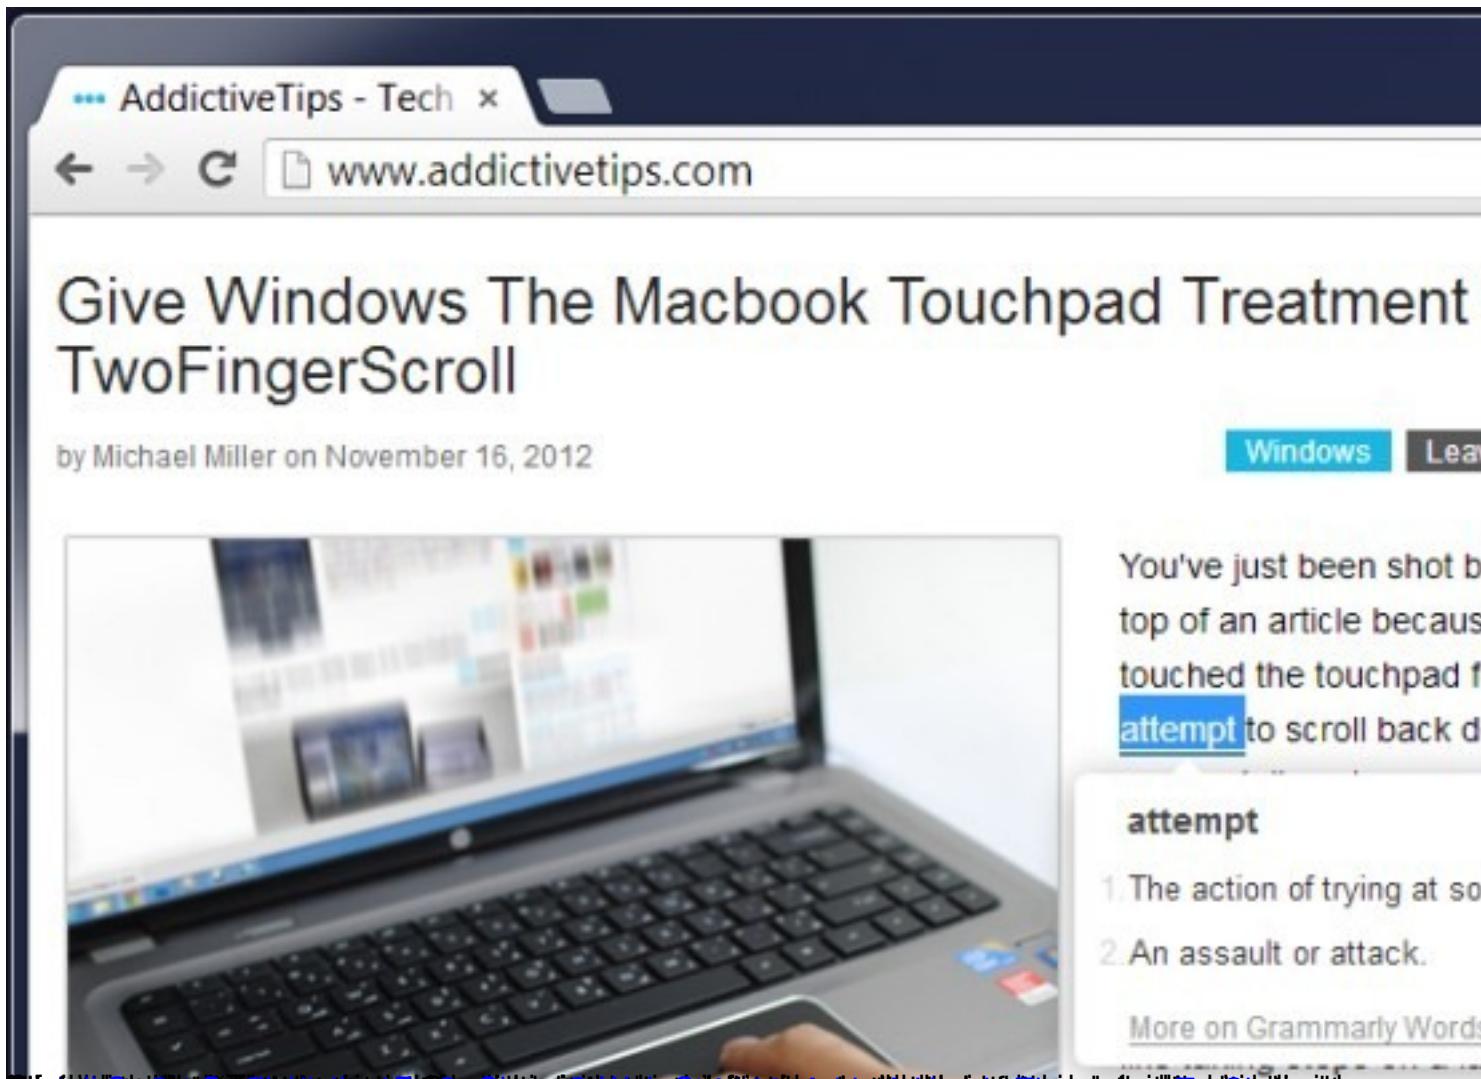 AddictiveTips - Tech
www.addictivetips.com
Give Windows The Macbook Touchpad Treatment
TwoFingerScroll
by Michael Miller on November 16, 2012
Windows
You've just been shot b
top of an article becaus
touched the touchpad f
attempt to scroll back d
attempt
1. The action of trying at so
2. An assault or attack.
More on Grammarly Words